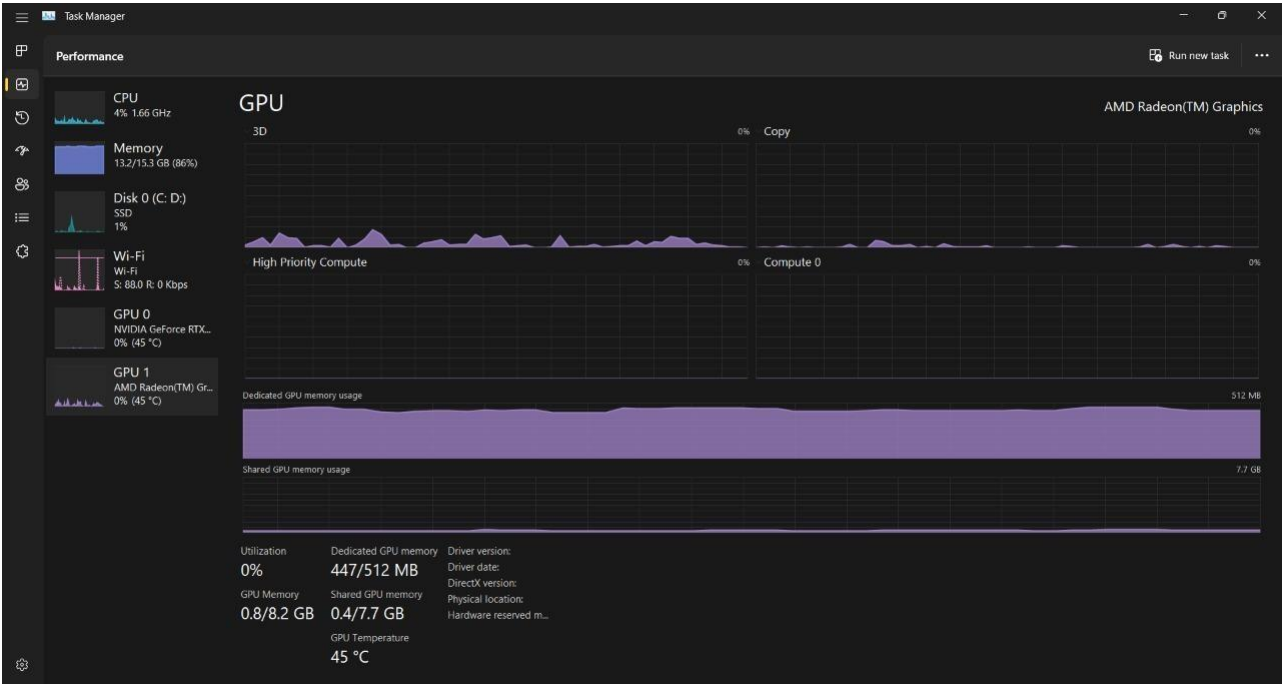 Task Manager
Performance
Run new task
CPU
4% 1.66 GHz
Memory
13.2/15.3 GB (86%)
Disk 0 (C: D:)
SSD
1%
Wi-Fi
Wi-Fi
S: 88.0 R: 0 Kbps
GPU 0
NVIDIA GeForce RTX...
0% (45 °C)
GPU 1
AMD Radeon(TM) Gr...
0% (45 °C)
GPU
AMD Radeon(TM) Graphics
3D 0%
Copy 0%
High Priority Compute 0%
Compute 0 0%
Dedicated GPU memory usage 512 MB
Shared GPU memory usage 7.7 GB
Utilization
0%
Dedicated GPU memory
447/512 MB
GPU Memory
0.8/8.2 GB
Shared GPU memory
0.4/7.7 GB
GPU Temperature
45 °C
Driver version:
Driver date:
DirectX version:
Physical location:
Hardware reserved m...